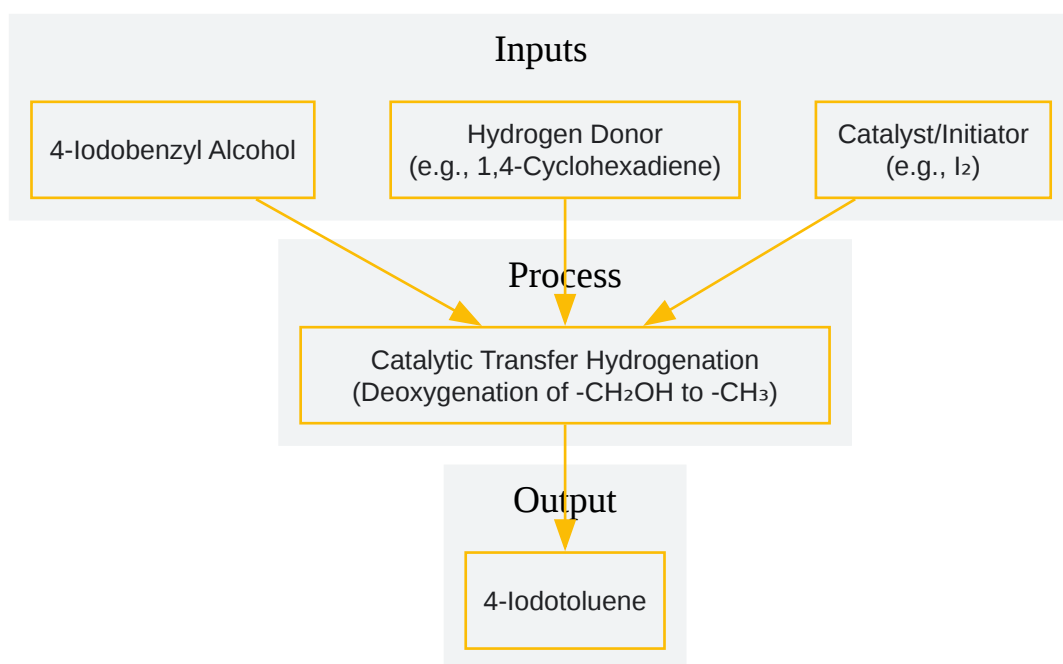 Inputs
4-Iodobenzyl Alcohol
Hydrogen Donor
(e.g., 1,4-Cyclohexadiene)
Catalyst/Initiator
(e.g., I₂)
Process
Catalytic Transfer Hydrogenation
(Deoxygenation of -CH₂OH to -CH₃)
Output
4-Iodotoluene